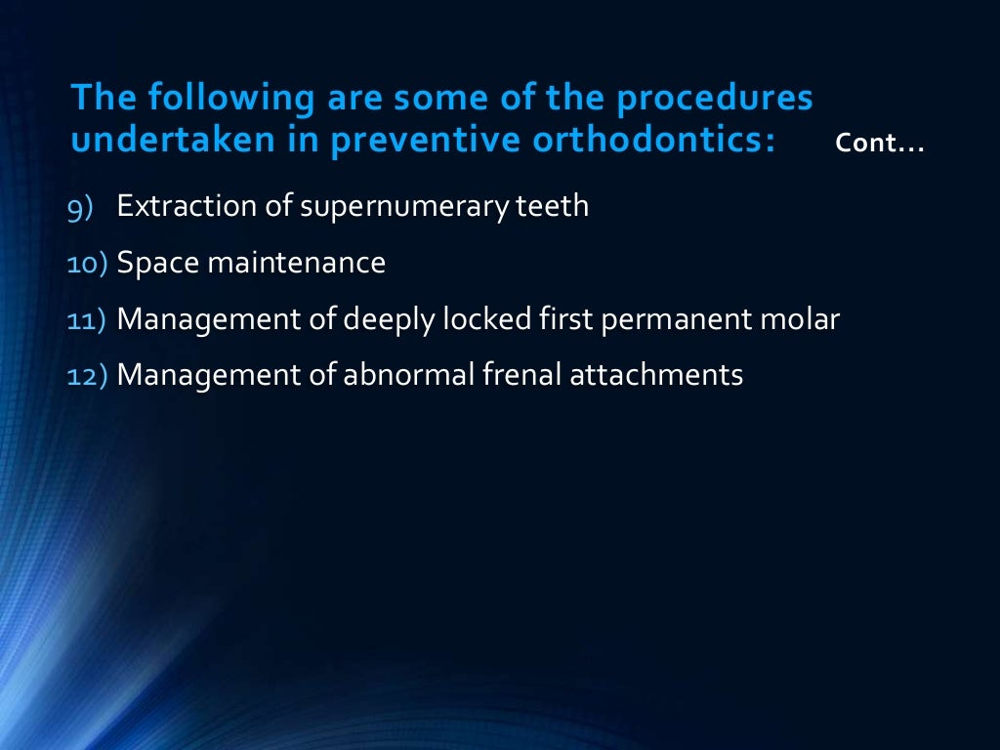 The following are some of the procedures
undertaken in preventive orthodontics: Cont...
9) Extraction of supernumerary teeth
10) Space maintenance
11) Management of deeply locked first permanent molar
12) Management of abnormal frenal attachments